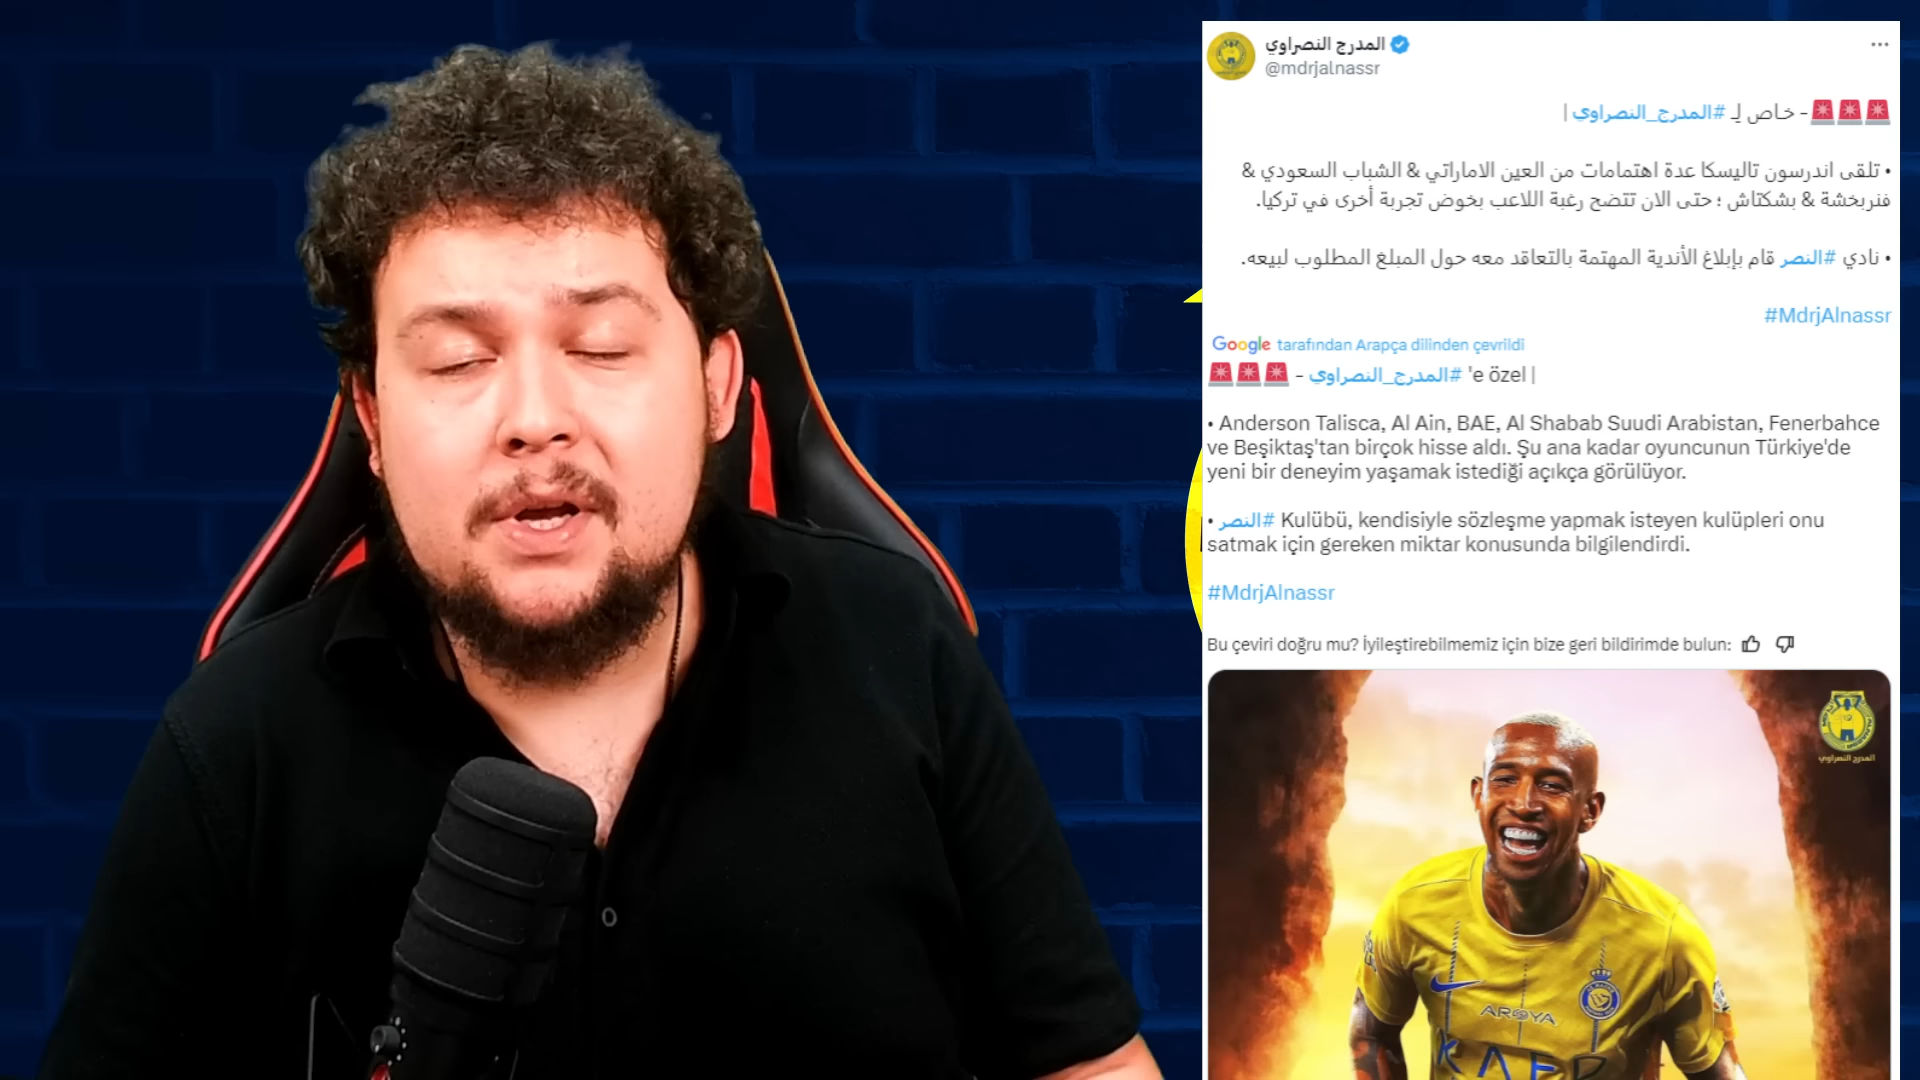 المدرج النصراوي
@mdrjalnassr
🚨🚨🚨- خاص لِـ #المدرج_النصراوي |
• تلقى اندرسون تاليسكا عدة اهتمامات من العين الاماراتي & الشباب السعودي &
فنربخشة & بشكتاش ؛ حتى الان تتضح رغبة اللاعب بخوض تجربة أخرى في تركيا.
• نادي #النصر قام بإبلاغ الأندية المهتمة بالتعاقد معه حول المبلغ المطلوب لبيعه.
#MdrjAlnassr
Google tarafından Arapça dilinden çevrildi
🚨🚨🚨 - #المدرج_النصراوي 'e özel |
• Anderson Talisca, Al Ain, BAE, Al Shabab Suudi Arabistan, Fenerbahce
ve Beşiktaş'tan birçok hisse aldı. Şu ana kadar oyuncunun Türkiye'de
yeni bir deneyim yaşamak istediği açıkça görülüyor.
• #النصر Kulübü, kendisiyle sözleşme yapmak isteyen kulüpleri onu
satmak için gereken miktar konusunda bilgilendirdi.
#MdrjAlnassr
Bu çeviri doğru mu? İyileştirebilmemiz için bize geri bildirimde bulun:
المدرج النصراوي
AROYA
KAFD